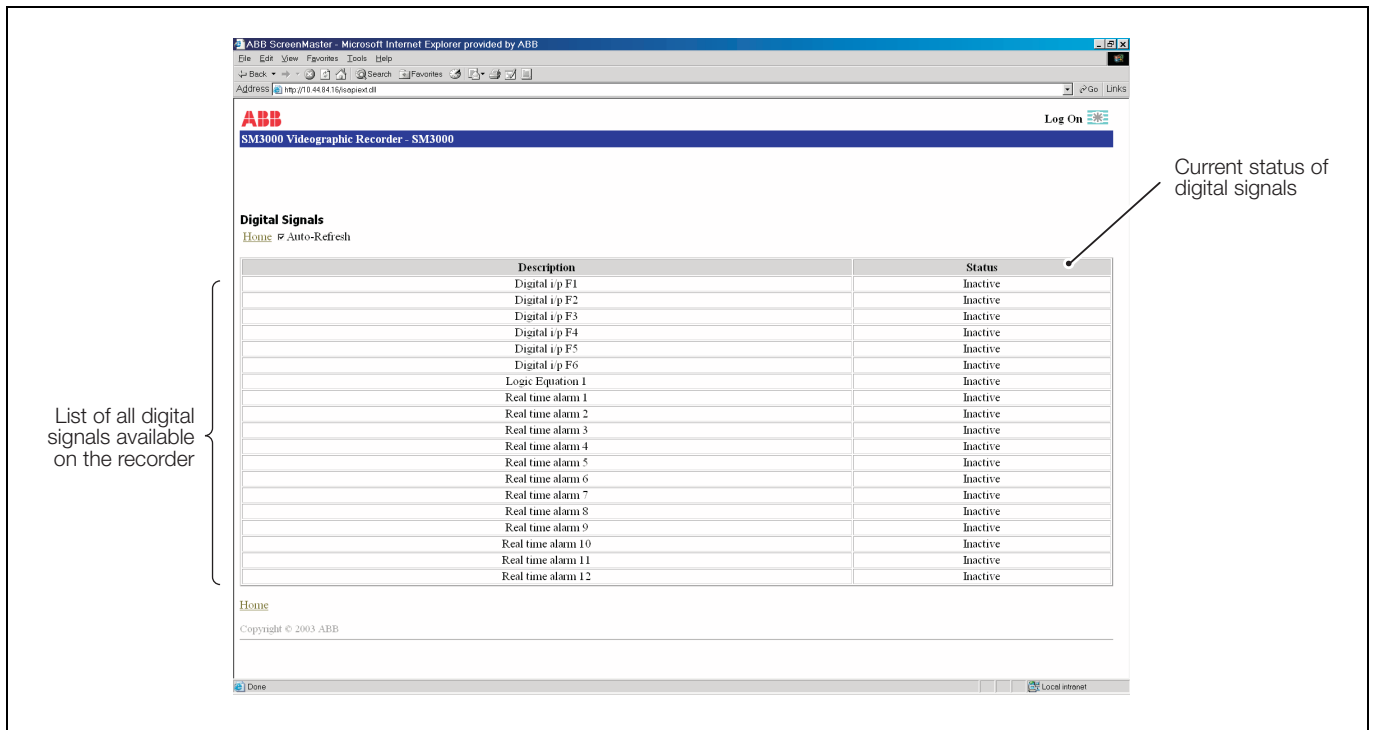 ABB ScreenMaster - Microsoft Internet Explorer provided by ABB
File Edit View Favorites Tools Help
Back Search Favorites
Address http://10.44.84.16/isapiext.dll Go Links
ABB
Log On
SM3000 Videographic Recorder - SM3000
Current status of
digital signals
Digital Signals
Home Auto-Refresh
Description Status
Digital i/p F1 Inactive
Digital i/p F2 Inactive
Digital i/p F3 Inactive
Digital i/p F4 Inactive
Digital i/p F5 Inactive
Digital i/p F6 Inactive
Logic Equation 1 Inactive
Real time alarm 1 Inactive
Real time alarm 2 Inactive
Real time alarm 3 Inactive
Real time alarm 4 Inactive
Real time alarm 5 Inactive
Real time alarm 6 Inactive
Real time alarm 7 Inactive
Real time alarm 8 Inactive
Real time alarm 9 Inactive
Real time alarm 10 Inactive
Real time alarm 11 Inactive
Real time alarm 12 Inactive
List of all digital
signals available
on the recorder
Home
Copyright © 2003 ABB
Done Local intranet